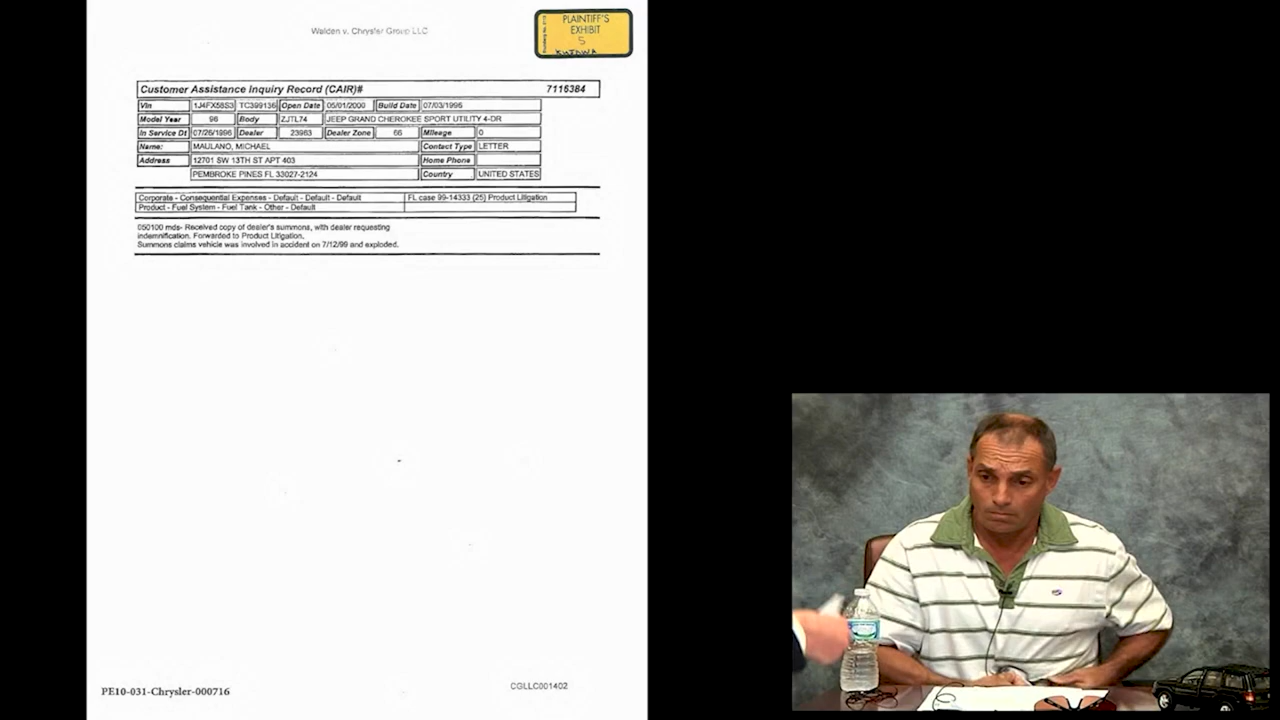 Walden v. Chrysler Group LLC
PLAINTIFF'S
EXHIBIT
5
KUTAWA
Customer Assistance Inquiry Record (CAIR)# 7115384
Vin 1J4FX58S3 TC399136 Open Date 05/01/2000 Build Date 07/03/1996
Model Year 96 Body ZJTL74 JEEP GRAND CHEROKEE SPORT UTILITY 4-DR
In Service Dt 07/26/1996 Dealer 23963 Dealer Zone 66 Mileage 0
Name: MAULANO, MICHAEL Contact Type LETTER
Address 12701 SW 13TH ST APT 403 Home Phone
PEMBROKE PINES FL 33027-2124 Country UNITED STATES
Corporate - Consequential Expenses - Default - Default - Default FL case 99-14333 (25) Product Litigation
Product - Fuel System - Fuel Tank - Other - Default
050100 mds- Received copy of dealer's summons, with dealer requesting
indemnification. Forwarded to Product Litigation.
Summons claims vehicle was involved in accident on 7/12/99 and exploded.
PE10-031-Chrysler-000716
CGLLC001402